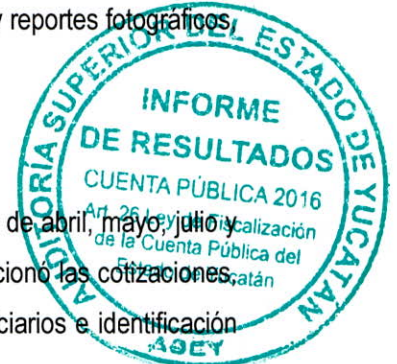 y reportes fotográficos,
AUDITORÍA SUPERIOR DEL ESTADO DE YUCATAN
INFORME
DE RESULTADOS
CUENTA PÚBLICA 2016
Art. 26 Ley de Fiscalización
de la Cuenta Pública del
Estado de Yucatán
ASEY
de abril, mayo, julio y
cionó las cotizaciones,
ciarios e identificación